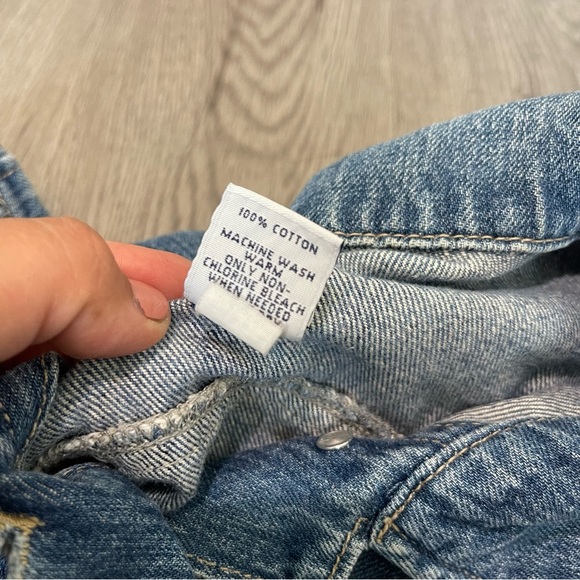 100% COTTON
MACHINE WASH
WARM
ONLY NON-
CHLORINE BLEACH
WHEN NEEDED